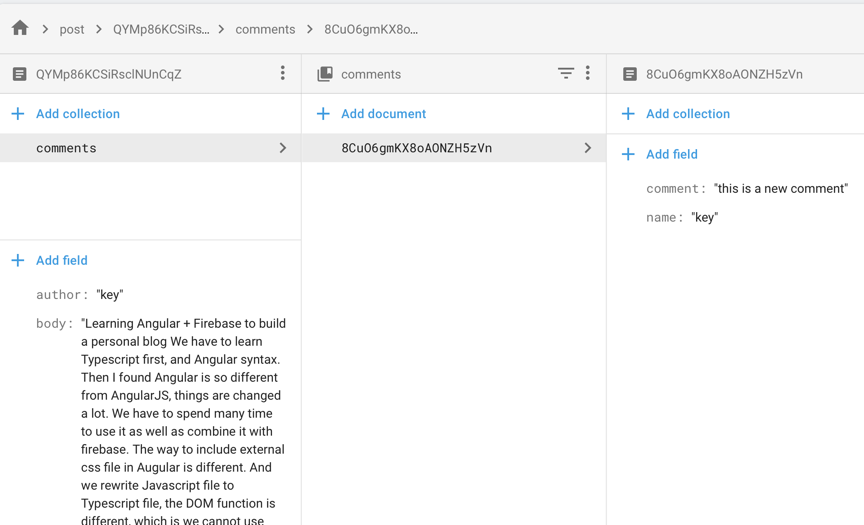 post QYMp86KCSiRs... comments 8CuO6gmKX8o...
QYMp86KCSiRsclNUnCqZ
comments
8CuO6gmKX8oAONZH5zVn
Add collection
Add document
Add collection
comments
8CuO6gmKX8oAONZH5zVn
Add field
comment: "this is a new comment"
name: "key"
Add field
author: "key"
body: "Learning Angular + Firebase to build
a personal blog We have to learn
Typescript first, and Angular syntax.
Then I found Angular is so different
from AngularJS, things are changed
a lot. We have to spend many time
to use it as well as combine it with
firebase. The way to include external
css file in Augular is different. And
we rewrite Javascript file to
Typescript file, the DOM function is
different, which is we cannot use